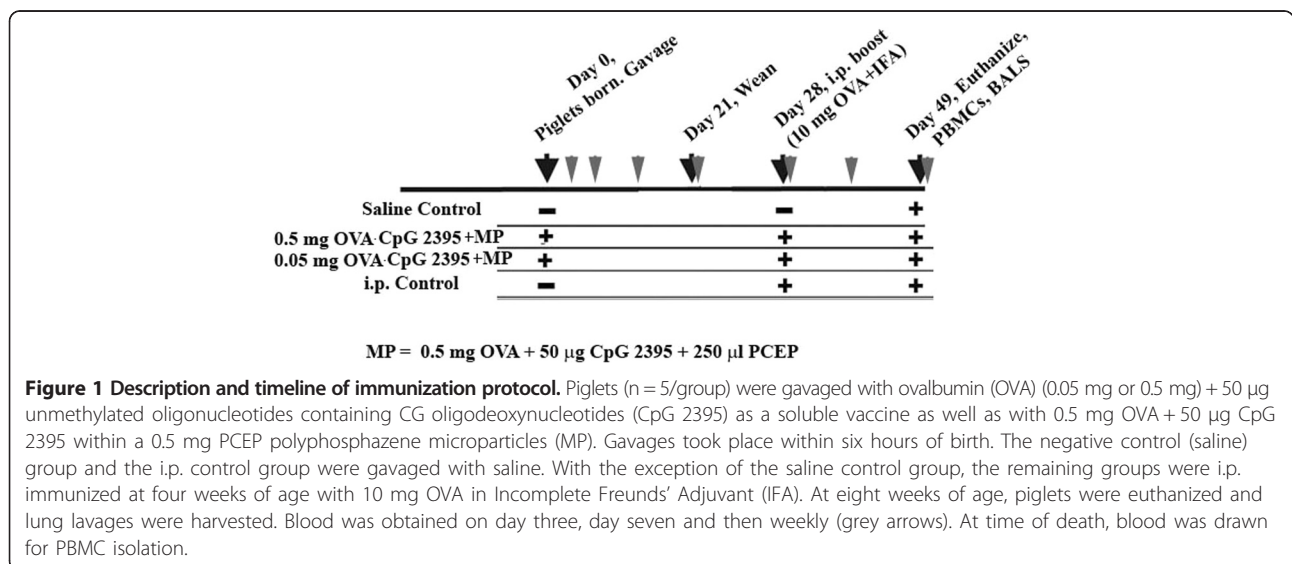 Day 0,
Piglets born. Gavage
Day 21, Wean
Day 28, i.p. boost
(10 mg OVA+IFA)
Day 49, Euthanize,
PBMCs, BALS
Saline Control − − +
0.5 mg OVA·CpG 2395+MP + + +
0.05 mg OVA·CpG 2395+MP + + +
i.p. Control − + +
MP = 0.5 mg OVA + 50 μg CpG 2395 + 250 μl PCEP
Figure 1 Description and timeline of immunization protocol. Piglets (n = 5/group) were gavaged with ovalbumin (OVA) (0.05 mg or 0.5 mg) + 50 μg
unmethylated oligonucleotides containing CG oligodeoxynucleotides (CpG 2395) as a soluble vaccine as well as with 0.5 mg OVA + 50 μg CpG
2395 within a 0.5 mg PCEP polyphosphazene microparticles (MP). Gavages took place within six hours of birth. The negative control (saline)
group and the i.p. control group were gavaged with saline. With the exception of the saline control group, the remaining groups were i.p.
immunized at four weeks of age with 10 mg OVA in Incomplete Freunds' Adjuvant (IFA). At eight weeks of age, piglets were euthanized and
lung lavages were harvested. Blood was obtained on day three, day seven and then weekly (grey arrows). At time of death, blood was drawn
for PBMC isolation.